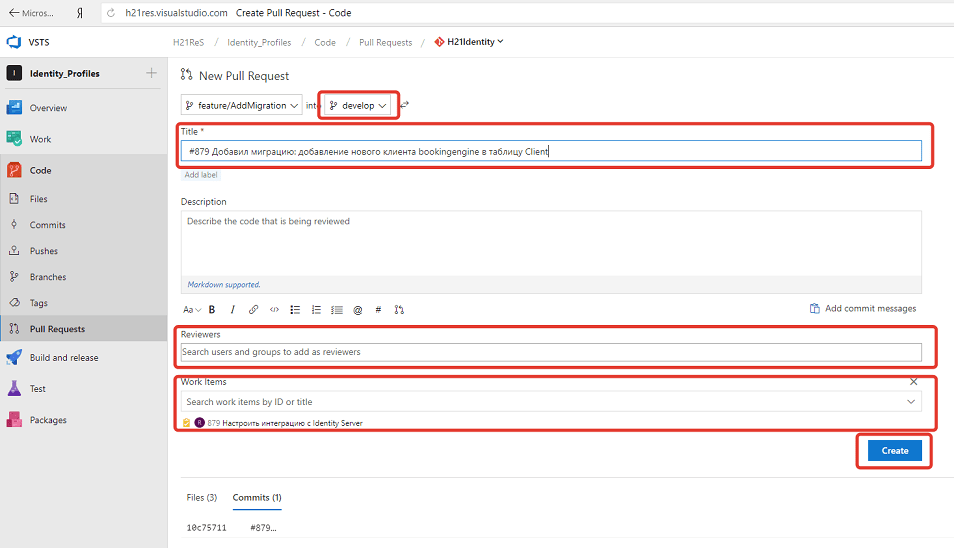 Micros...
Я
h21res.visualstudio.com Create Pull Request - Code
VSTS
H21ReS / Identity_Profiles / Code / Pull Requests / H21Identity
I Identity_Profiles
Overview
Work
Code
Files
Commits
Pushes
Branches
Tags
Pull Requests
Build and release
Test
Packages
New Pull Request
feature/AddMigration into develop
Title *
#879 Добавил миграцию: добавление нового клиента bookingengine в таблицу Client
Add label
Description
Describe the code that is being reviewed
Markdown supported.
Aa B I </> @ #
Add commit messages
Reviewers
Search users and groups to add as reviewers
Work Items
Search work items by ID or title
R 879 Настроить интеграцию с Identity Server
Create
Files (3) Commits (1)
10c75711 #879...